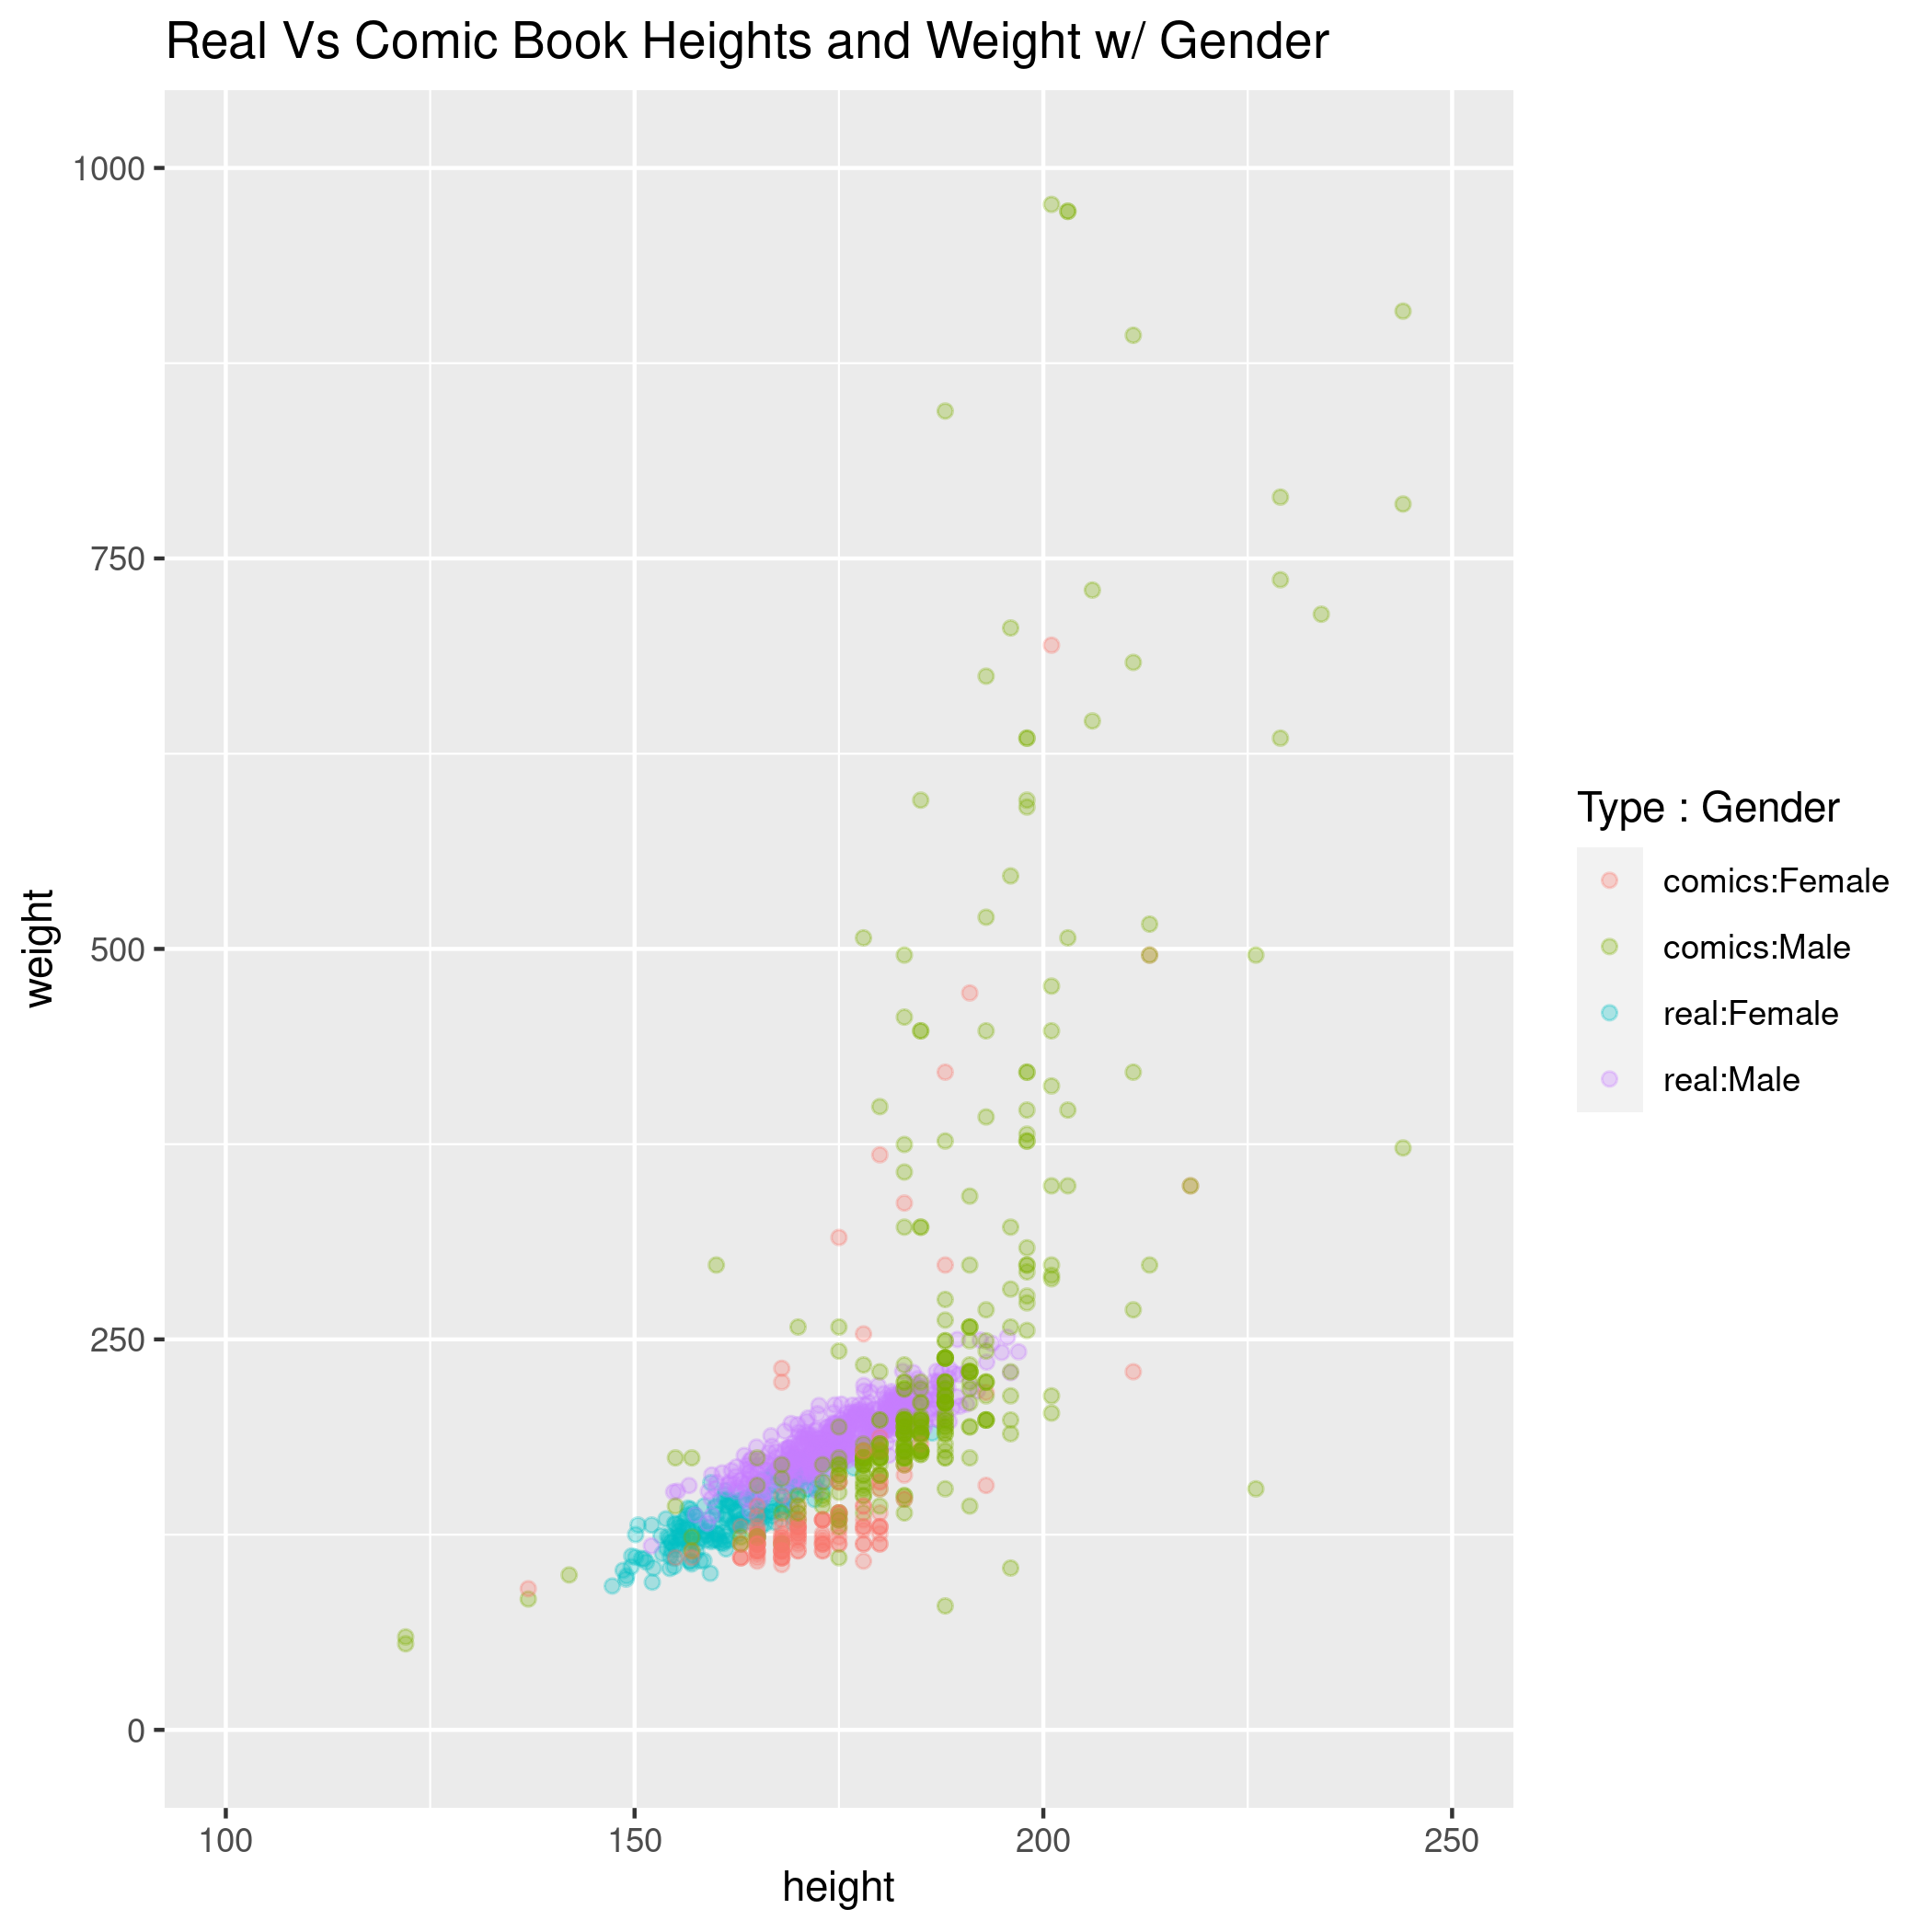 Real Vs Comic Book Heights and Weight w/ Gender
1000
750
500
250
0
weight
100 150 200 250
height
Type : Gender
comics:Female
comics:Male
real:Female
real:Male